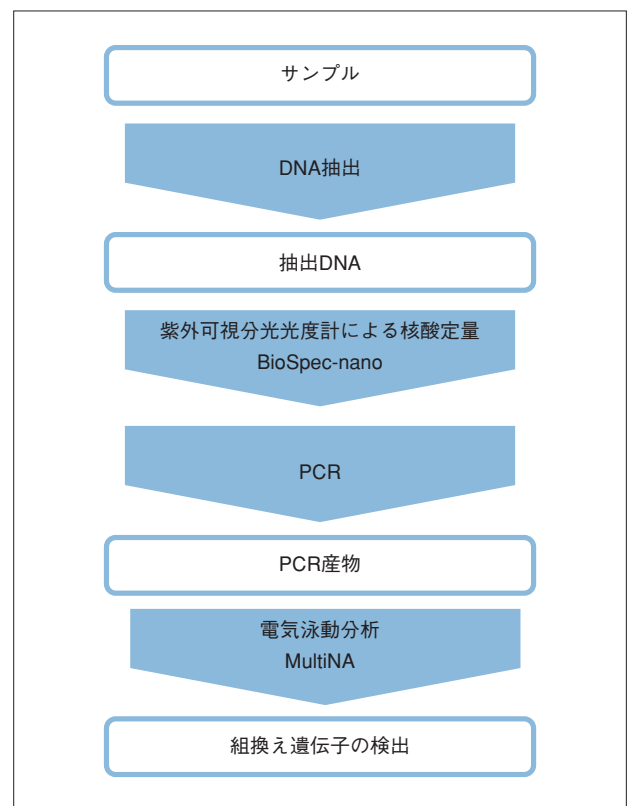 サンプル
DNA抽出
抽出DNA
紫外可視分光光度計による核酸定量
BioSpec-nano
PCR
PCR産物
電気泳動分析
MultiNA
組換え遺伝子の検出